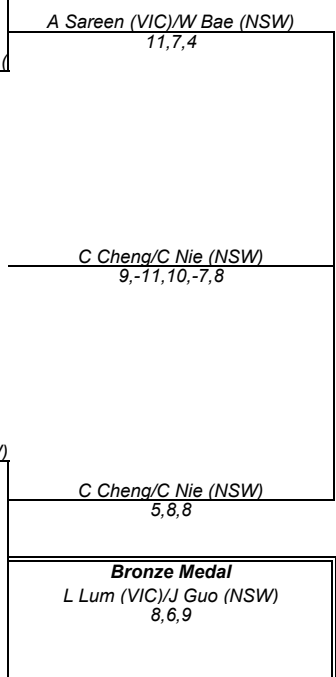 A Sareen (VIC)/W Bae (NSW)
11,7,4
(
C Cheng/C Nie (NSW)
9,-11,10,-7,8
)
C Cheng/C Nie (NSW)
5,8,8
Bronze Medal
L Lum (VIC)/J Guo (NSW)
8,6,9